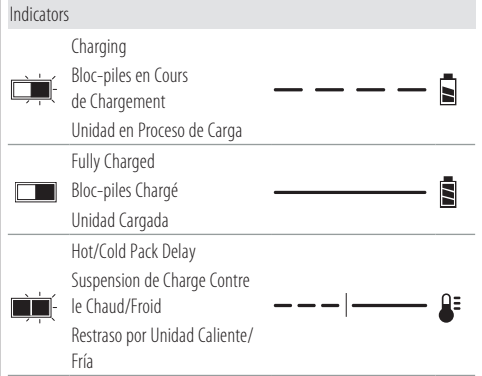 Indicators
Charging
Bloc-piles en Cours
de Chargement
Unidad en Proceso de Carga
Fully Charged
Bloc-piles Chargé
Unidad Cargada
Hot/Cold Pack Delay
Suspension de Charge Contre
le Chaud/Froid
Restraso por Unidad Caliente/
Fría